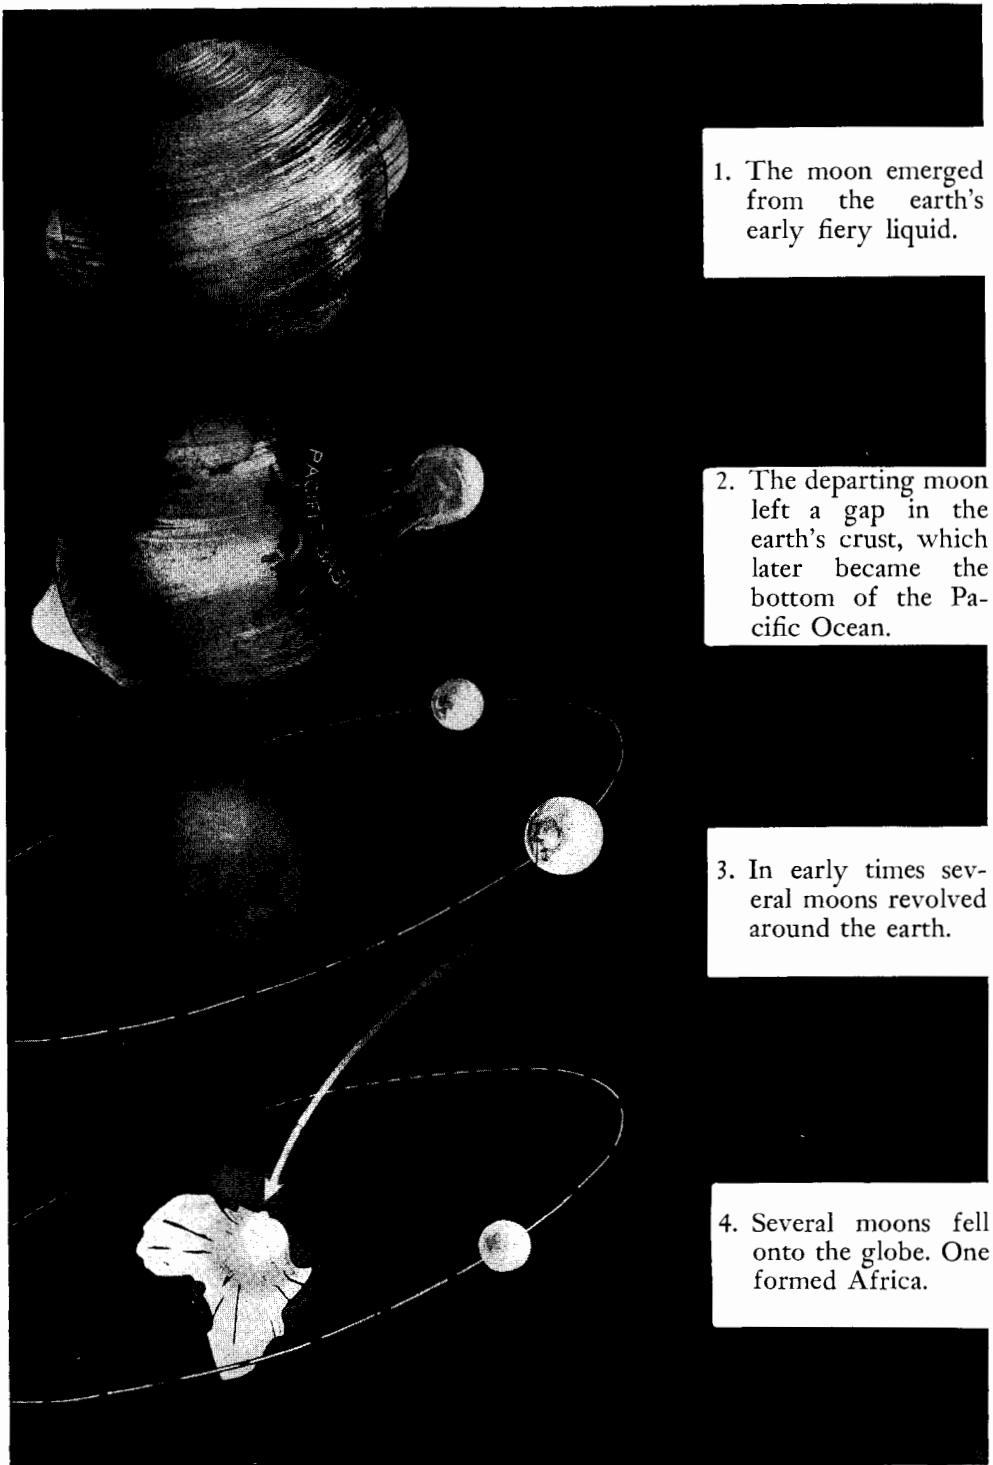 1. The moon emerged
from the earth's
early fiery liquid.
PACIFIC BASIN
2. The departing moon
left a gap in the
earth's crust, which
later became the
bottom of the Pa-
cific Ocean.
3. In early times sev-
eral moons revolved
around the earth.
4. Several moons fell
onto the globe. One
formed Africa.